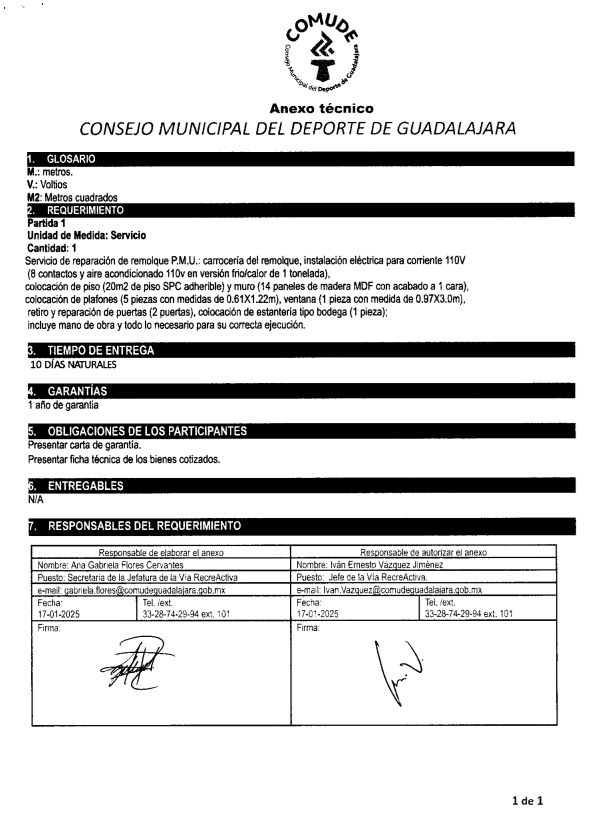 COMUDE
Consejo Municipal del Deporte de Guadalajara
Anexo técnico
CONSEJO MUNICIPAL DEL DEPORTE DE GUADALAJARA
1. GLOSARIO
M.: metros.
V.: Voltios
M2: Metros cuadrados
2. REQUERIMIENTO
Partida 1
Unidad de Medida: Servicio
Cantidad: 1
Servicio de reparación de remolque P.M.U.: carrocería del remolque, instalación eléctrica para corriente 110V
(8 contactos y aire acondicionado 110v en versión frio/calor de 1 tonelada),
colocación de piso (20m2 de piso SPC adherible) y muro (14 paneles de madera MDF con acabado a 1 cara),
colocación de plafones (5 piezas con medidas de 0.61X1.22m), ventana (1 pieza con medida de 0.97X3.0m),
retiro y reparación de puertas (2 puertas), colocación de estantería tipo bodega (1 pieza);
incluye mano de obra y todo lo necesario para su correcta ejecución.
3. TIEMPO DE ENTREGA
10 DÍAS NATURALES
4. GARANTÍAS
1 año de garantia
5. OBLIGACIONES DE LOS PARTICIPANTES
Presentar carta de garantía.
Presentar ficha técnica de los bienes cotizados.
6. ENTREGABLES
N/A
7. RESPONSABLES DEL REQUERIMIENTO
Responsable de elaborar el anexo
Responsable de autorizar el anexo
Nombre: Ana Gabriela Flores Cervantes
Nombre: Iván Ernesto Vázquez Jiménez
Puesto: Secretaria de la Jefatura de la Vía RecreActiva
Puesto: Jefe de la Vía RecreActiva.
e-mail: gabriela.flores@comudeguadalajara.gob.mx
e-mail: Ivan.Vazquez@comudeguadalajara.gob.mx
Fecha:
17-01-2025
Tel. /ext.
33-28-74-29-94 ext. 101
Fecha:
17-01-2025
Tel. /ext.
33-28-74-29-94 ext. 101
Firma:
Firma:
1 de 1